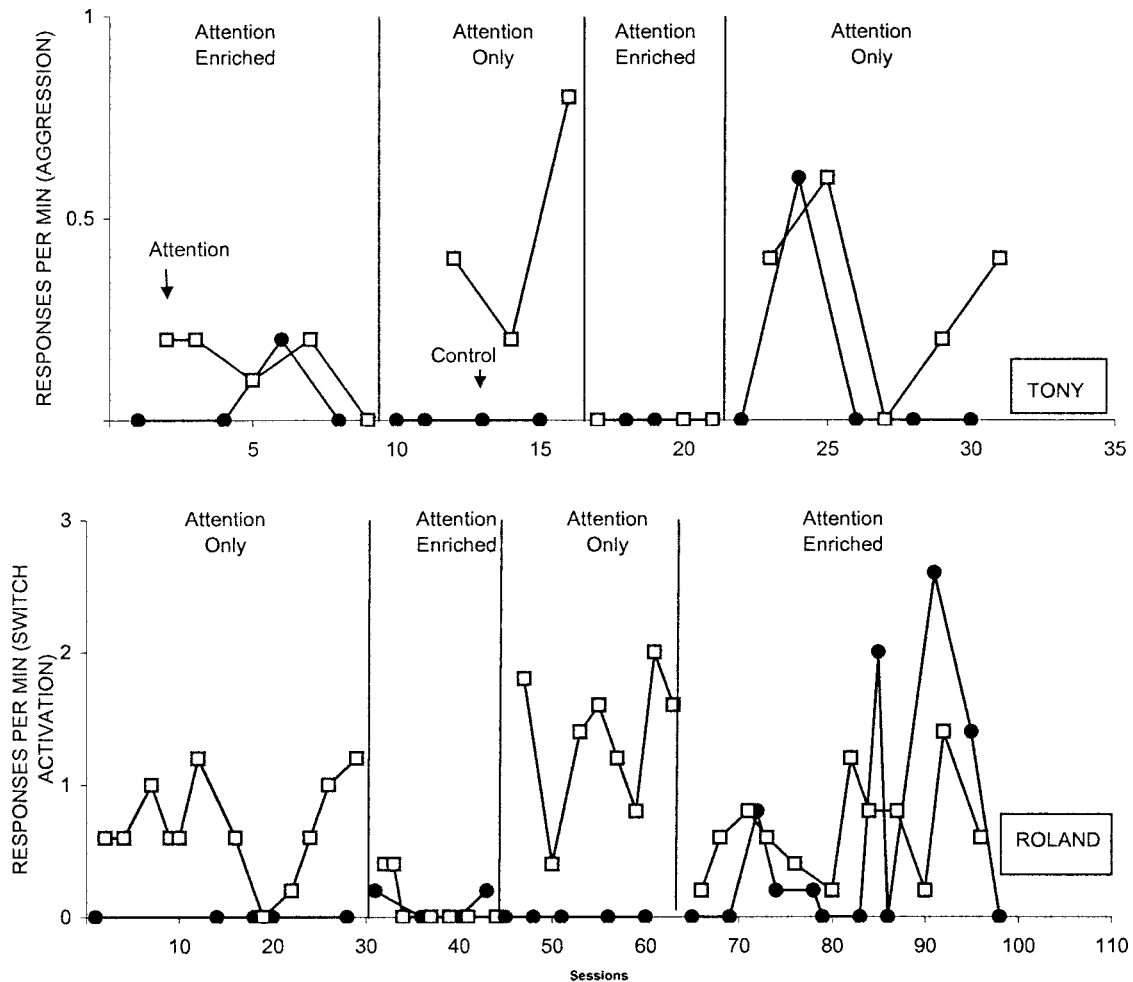 RESPONSES PER MIN (AGGRESSION)
1
0.5
Attention
Enriched
Attention
Only
Attention
Enriched
Attention
Only
Attention
Control
TONY
5
10
15
20
25
30
35
RESPONSES PER MIN (SWITCH
ACTIVATION)
3
2
1
0
Attention
Only
Attention
Enriched
Attention
Only
Attention
Enriched
ROLAND
10
20
30
40
50
60
70
80
90
100
110
Sessions